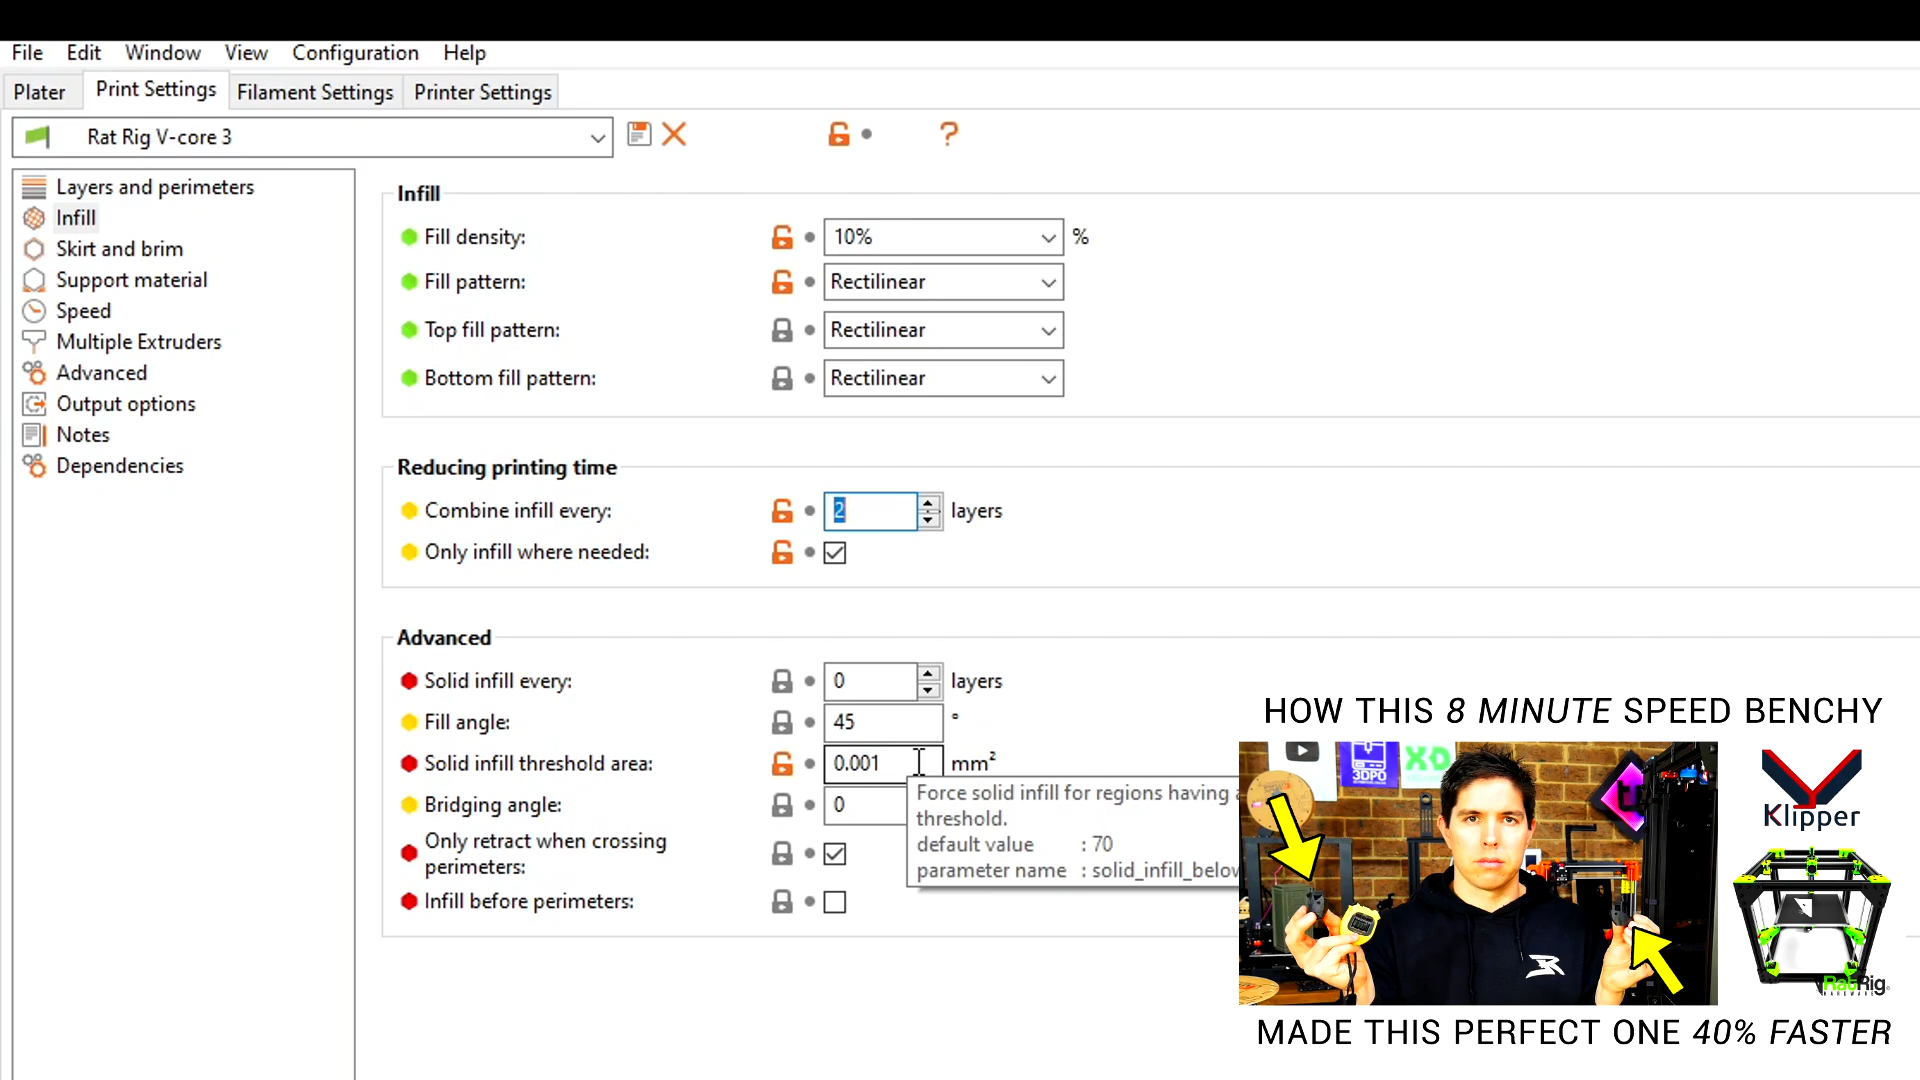 File Edit Window View Configuration Help
Plater Print Settings Filament Settings Printer Settings
Rat Rig V-core 3
?
Layers and perimeters
Infill
Skirt and brim
Support material
Speed
Multiple Extruders
Advanced
Output options
Notes
Dependencies
Infill
Fill density: 10% %
Fill pattern: Rectilinear
Top fill pattern: Rectilinear
Bottom fill pattern: Rectilinear
Reducing printing time
Combine infill every: 2 layers
Only infill where needed:
Advanced
Solid infill every: 0 layers
Fill angle: 45 °
Solid infill threshold area: 0.001 mm²
Bridging angle: 0
Only retract when crossing
perimeters:
Infill before perimeters:
Force solid infill for regions having a
threshold.
default value : 70
parameter name : solid_infill_below
HOW THIS 8 MINUTE SPEED BENCHY
3DPO
XD
Klipper
RatRig
MADE THIS PERFECT ONE 40% FASTER